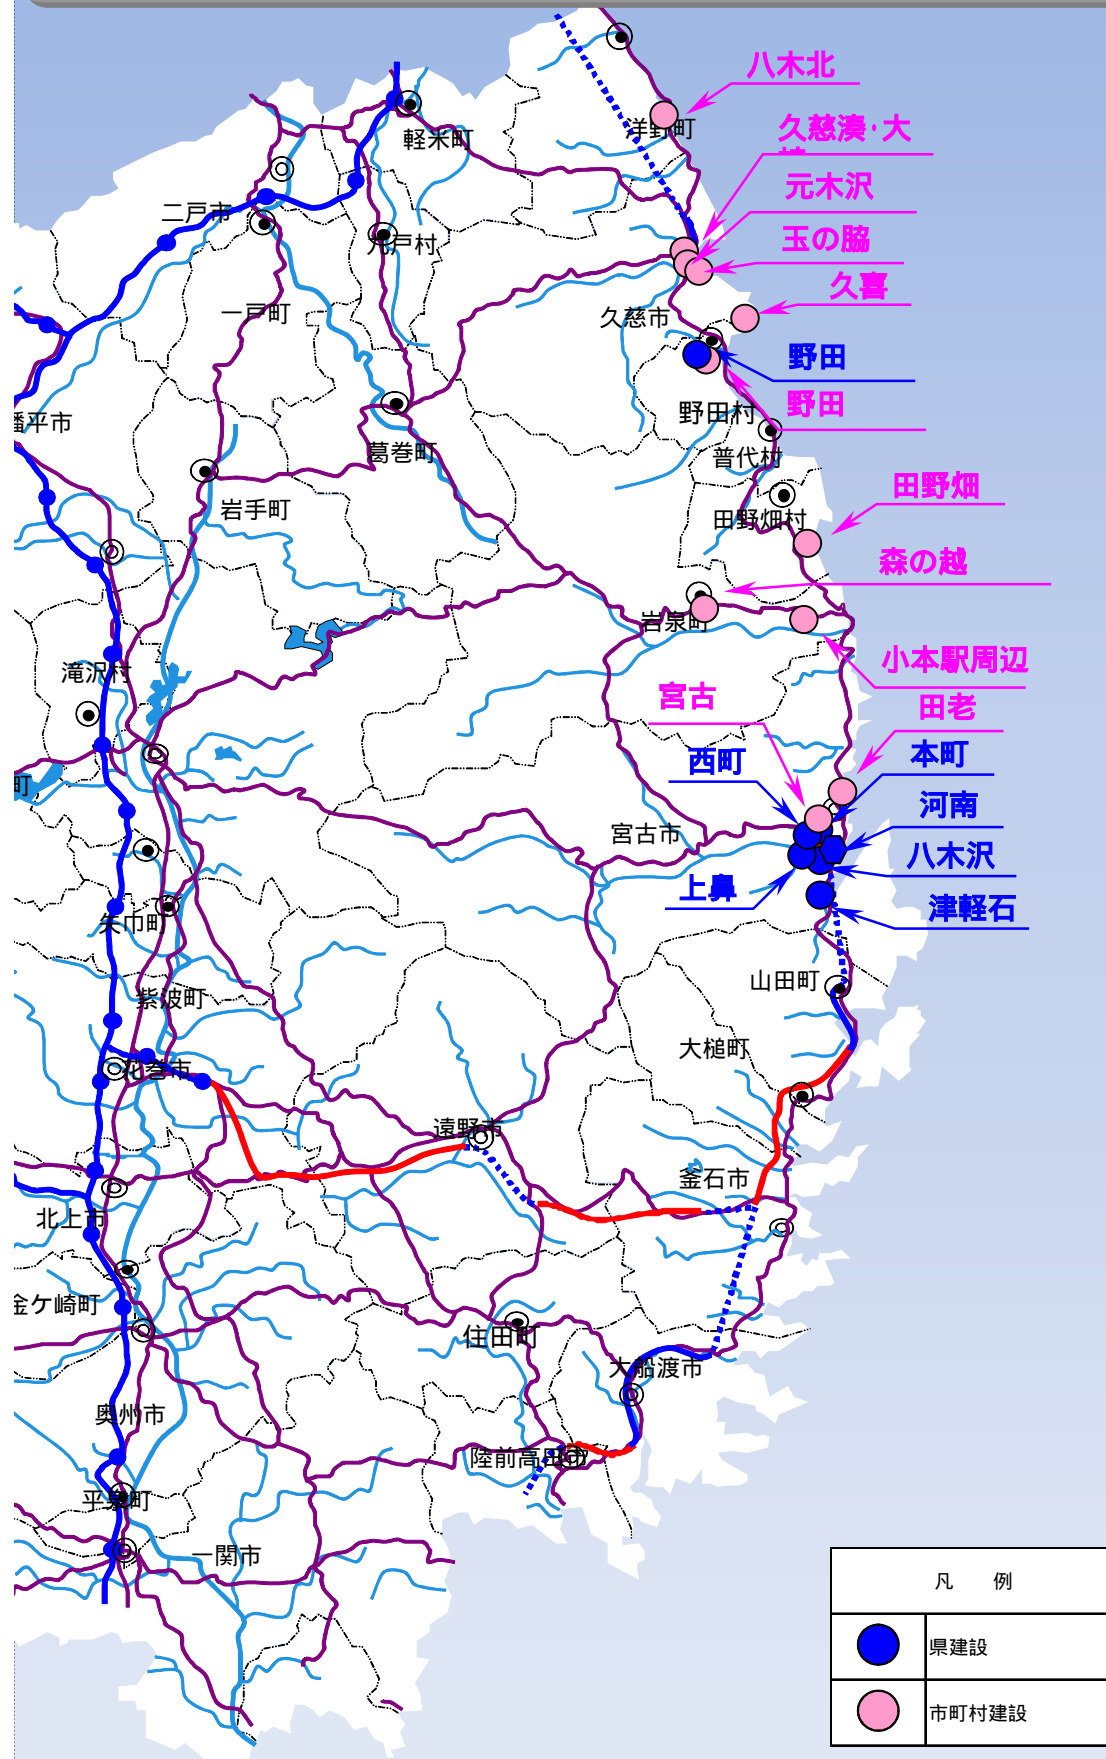 八木北
洋野町
軽米町
久慈湊・大
元木沢
二戸市
九戸村
玉の脇
久喜
一戸町
久慈市
野田
野田
野田村
幡平市
葛巻町
普代村
田野畑
岩手町
田野畑村
森の越
岩泉町
小本駅周辺
滝沢村
宮古
田老
西町
本町
町
河南
宮古市
八木沢
上鼻
津軽石
矢巾町
山田町
紫波町
大槌町
花巻市
遠野市
釜石市
北上市
金ケ崎町
住田町
大船渡市
奥州市
陸前高田市
平泉町
一関市
凡 例
県建設
市町村建設